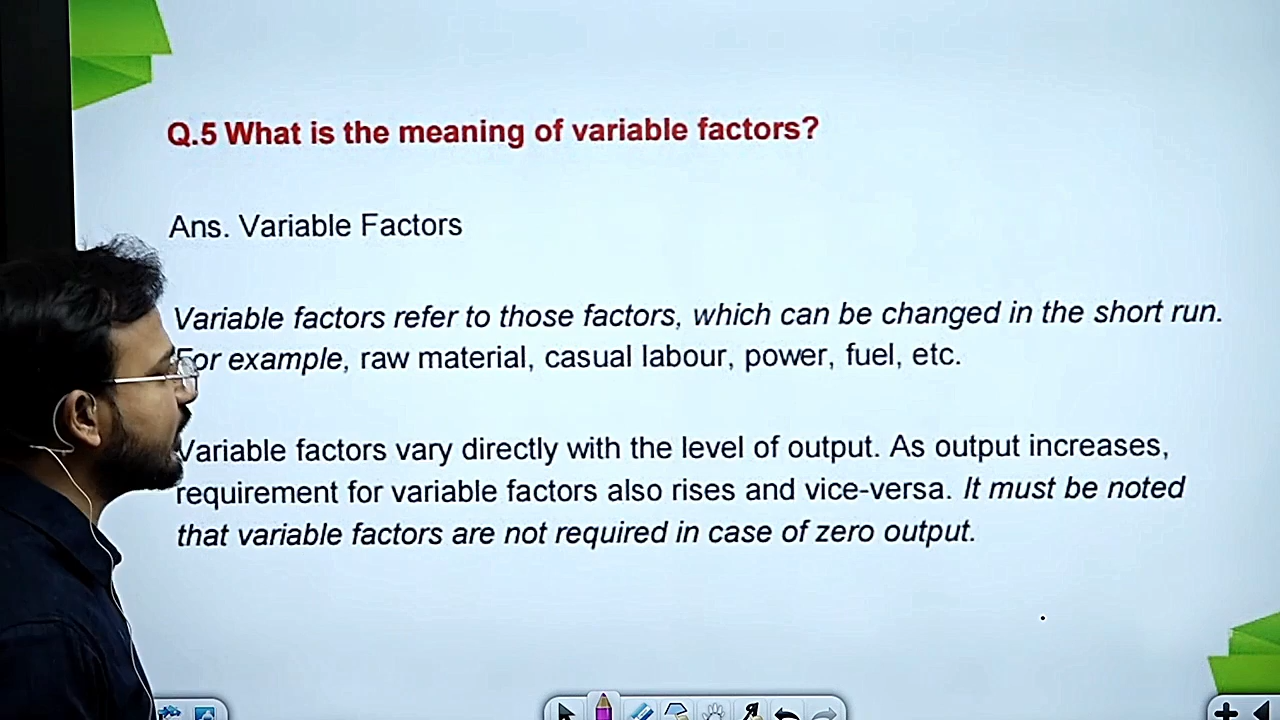 Q.5 What is the meaning of variable factors?
Ans. Variable Factors
Variable factors refer to those factors, which can be changed in the short run.
For example, raw material, casual labour, power, fuel, etc.
Variable factors vary directly with the level of output. As output increases,
requirement for variable factors also rises and vice-versa. It must be noted
that variable factors are not required in case of zero output.